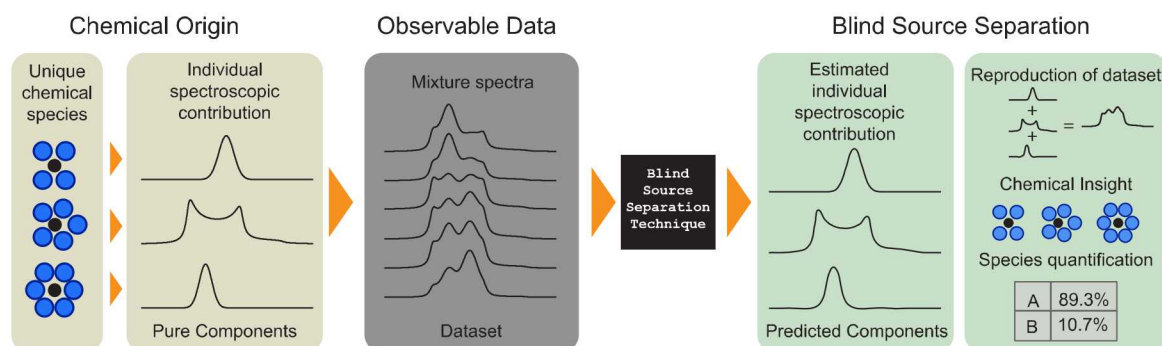 Chemical Origin
Observable Data
Blind Source Separation
Unique
chemical
species
Individual
spectroscopic
contribution
Pure Components
Mixture spectra
Dataset
Blind
Source
Separation
Technique
Estimated
individual
spectroscopic
contribution
Predicted Components
Reproduction of dataset
+
=
+
Chemical Insight
Species quantification
A 89.3%
B 10.7%